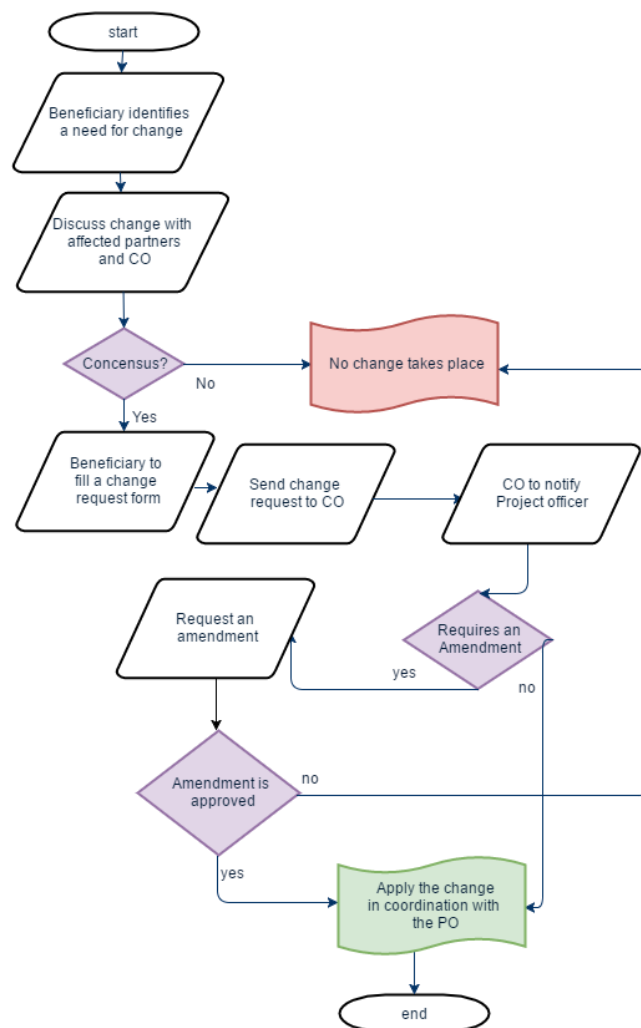 start
Beneficiary identifies
a need for change
Discuss change with
affected partners
and CO
Concensus?
No
No change takes place
Yes
Beneficiary to
fill a change
request form
Send change
request to CO
CO to notify
Project officer
Request an
amendment
Requires an
Amendment
yes
no
Amendment is
approved
no
yes
Apply the change
in coordination with
the PO
end